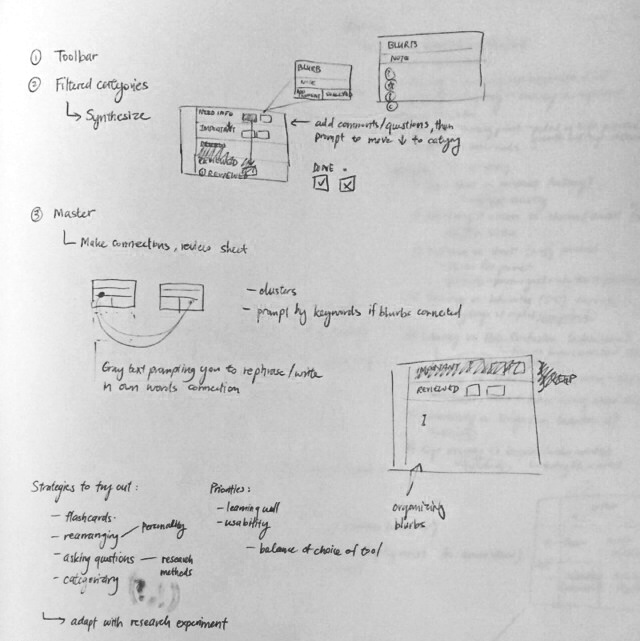 ① Toolbar
② Filtered categories
↳ Synthesize
BLURB
NOTE
BLURB
NOTE
NEED INFO
IMPORTANT
REVIEWED
REVIEWED
← add comments/questions, then
prompt to move ↓ to category
DONE
③ Master
↳ Make connections, review sheet
- clusters
- prompt by keywords if blurbs connected
Gray text prompting you to rephrase/write
in own words connection
IMPORTANT
REVIEWED
organizing
blurbs
Strategies to try out:
- flashcards.
- rearranging — personality
- asking questions — research
methods
- categorizing
↳ adapt with research experiment
Priorities:
- learning well
- usability
- balance of choice of tool